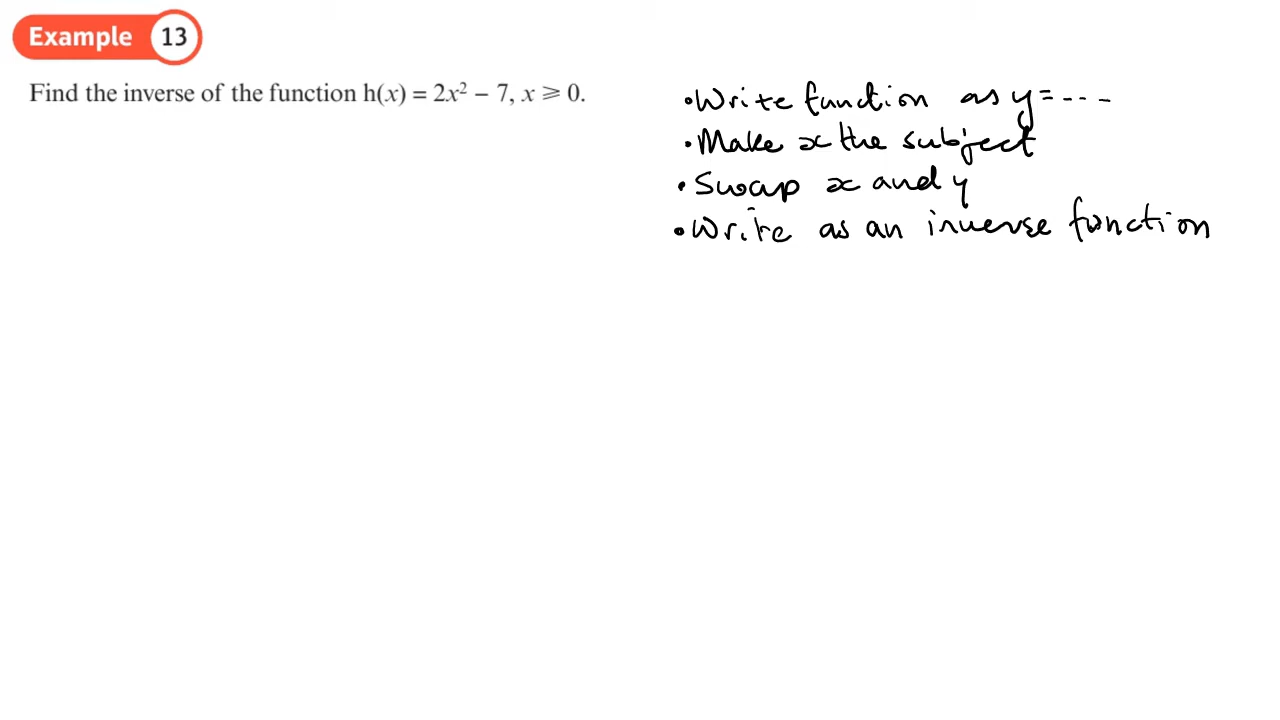 Example 13
Find the inverse of the function h(x) = 2x² − 7, x ⩾ 0.
•Write function as y=---
•Make x the subject
•Swap x and y
•Write as an inverse function